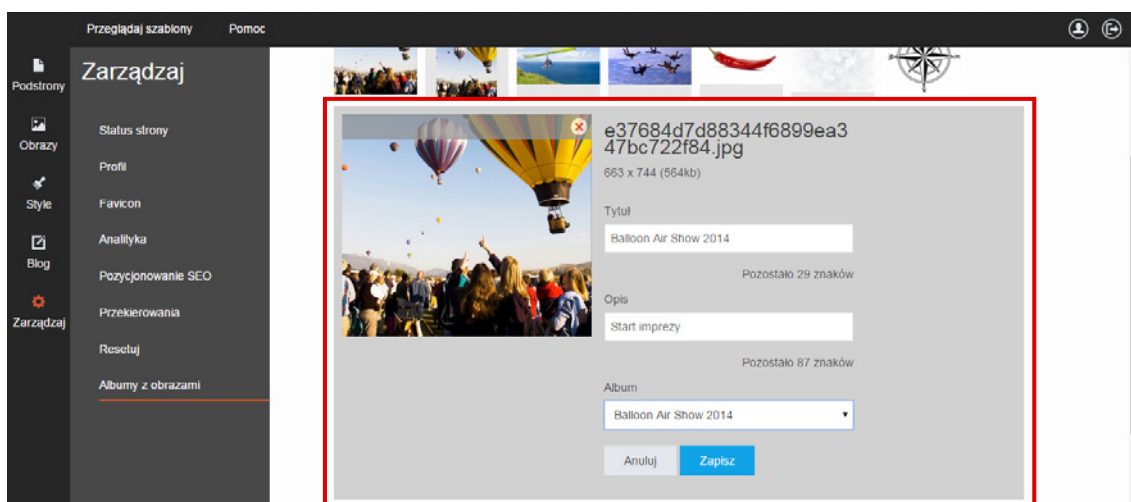 Przeglądaj szablony
Pomoc
Podstrony
Obrazy
Style
Blog
Zarządzaj
Zarządzaj
Status strony
Profil
Favicon
Analityka
Pozycjonowanie SEO
Przekierowania
Resetuj
Albumy z obrazami
e37684d7d88344f6899ea3
47bc722f84.jpg
663 x 744 (564kb)
Tytuł
Balloon Air Show 2014
Pozostało 29 znaków
Opis
Start imprezy
Pozostało 87 znaków
Album
Balloon Air Show 2014
Anuluj
Zapisz